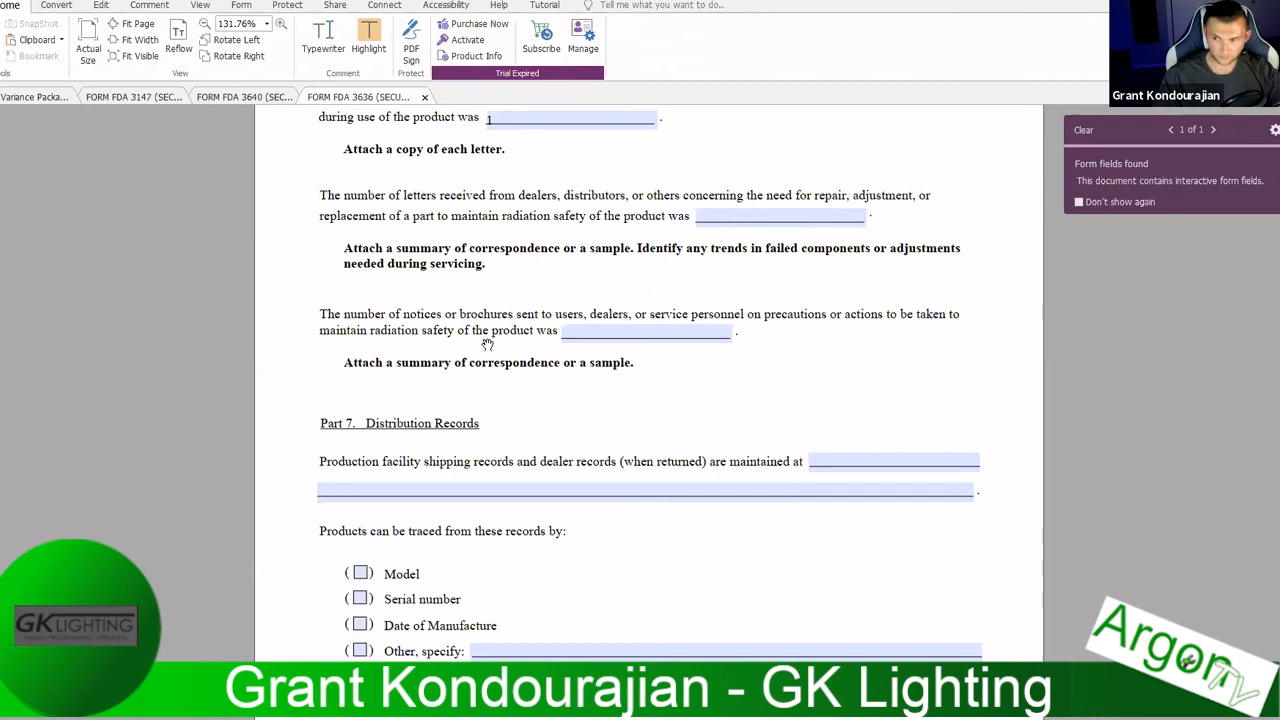 ome Convert Edit Comment View Form Protect Share Connect Accessibility Help Tutorial Tell me what you want to do...
SnapShot
Clipboard
Bookmark
ols
Actual Size
Fit Page
Fit Width
Fit Visible
Reflow
131.76%
Rotate Left
Rotate Right
View
Typewriter
Highlight
Comment
PDF Sign
Protect
Purchase Now
Activate
Product Info
Subscribe
Manage
Trial Expired
Variance Packa... FORM FDA 3147 (SEC... FORM FDA 3640 (SEC... FORM FDA 3636 (SECU...
Grant Kondourajian
Clear 1 of 1
Form fields found
This document contains interactive form fields.
Don't show again
during use of the product was 1 .
Attach a copy of each letter.
The number of letters received from dealers, distributors, or others concerning the need for repair, adjustment, or
replacement of a part to maintain radiation safety of the product was .
Attach a summary of correspondence or a sample. Identify any trends in failed components or adjustments
needed during servicing.
The number of notices or brochures sent to users, dealers, or service personnel on precautions or actions to be taken to
maintain radiation safety of the product was .
Attach a summary of correspondence or a sample.
Part 7. Distribution Records
Production facility shipping records and dealer records (when returned) are maintained at
.
Products can be traced from these records by:
( ) Model
( ) Serial number
( ) Date of Manufacture
( ) Other, specify:
GK LIGHTING
Argon TV
Grant Kondourajian - GK Lighting